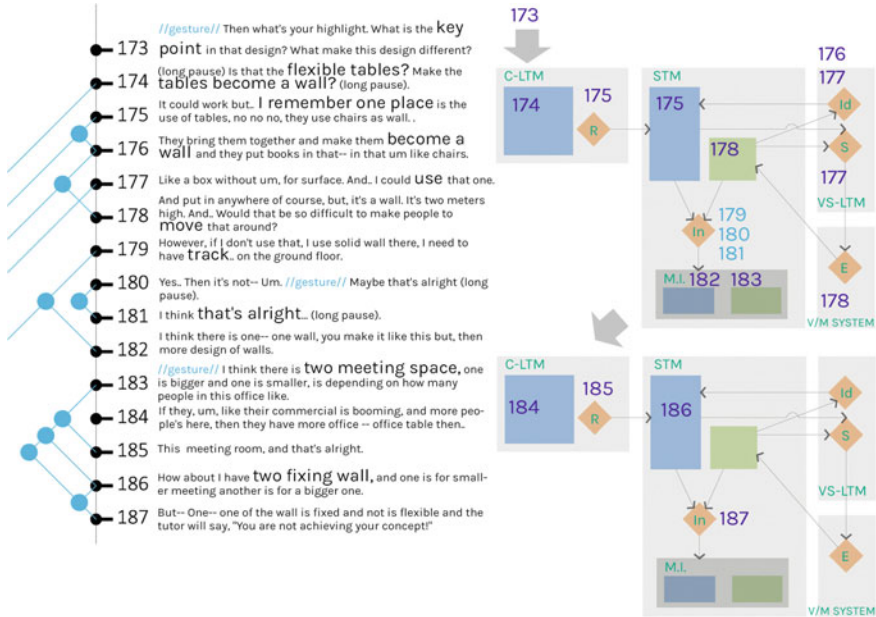 //gesture// Then what's your highlight. What is the key
173 point in that design? What make this design different?
174 (long pause) Is that the flexible tables? Make the
tables become a wall? (long pause).
175 It could work but.. I remember one place is the
use of tables, no no no, they use chairs as wall. .
176 They bring them together and make them become a
wall and they put books in that-- in that um like chairs.
177 Like a box without um, for surface. And.. I could use that one.
And put in anywhere of course, but, it's a wall. It's two meters
178 high. And.. Would that be so difficult to make people to
move that around?
179 However, if I don't use that, I use solid wall there, I need to
have track.. on the ground floor.
180 Yes.. Then it's not-- Um. //gesture// Maybe that's alright (long
pause).
181 I think that's alright... (long pause).
182 I think there is one-- one wall, you make it like this but, then
more design of walls.
183 //gesture// I think there is two meeting space, one
is bigger and one is smaller, is depending on how many
people in this office like.
184 If they, um, like their commercial is booming, and more peo-
ple's here, then they have more office -- office table then..
185 This meeting room, and that's alright.
186 How about I have two fixing wall, and one is for small-
er meeting another is for a bigger one.
187 But-- One-- one of the wall is fixed and not is flexible and the
tutor will say, "You are not achieving your concept!"
173
C-LTM
174
175
R
STM
175
178
In
179
180
181
M.I.
182
183
176
177
Id
S
177
VS-LTM
E
178
V/M SYSTEM
C-LTM
184
185
R
STM
186
In
187
M.I.
Id
S
VS-LTM
E
V/M SYSTEM